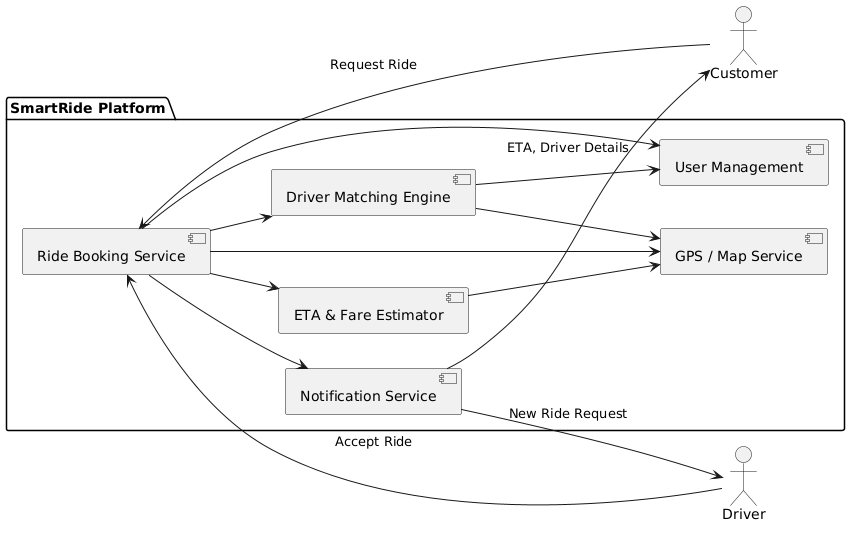 Customer
Request Ride
SmartRide Platform
ETA, Driver Details
User Management
Driver Matching Engine
Ride Booking Service
GPS / Map Service
ETA & Fare Estimator
Notification Service
New Ride Request
Accept Ride
Driver